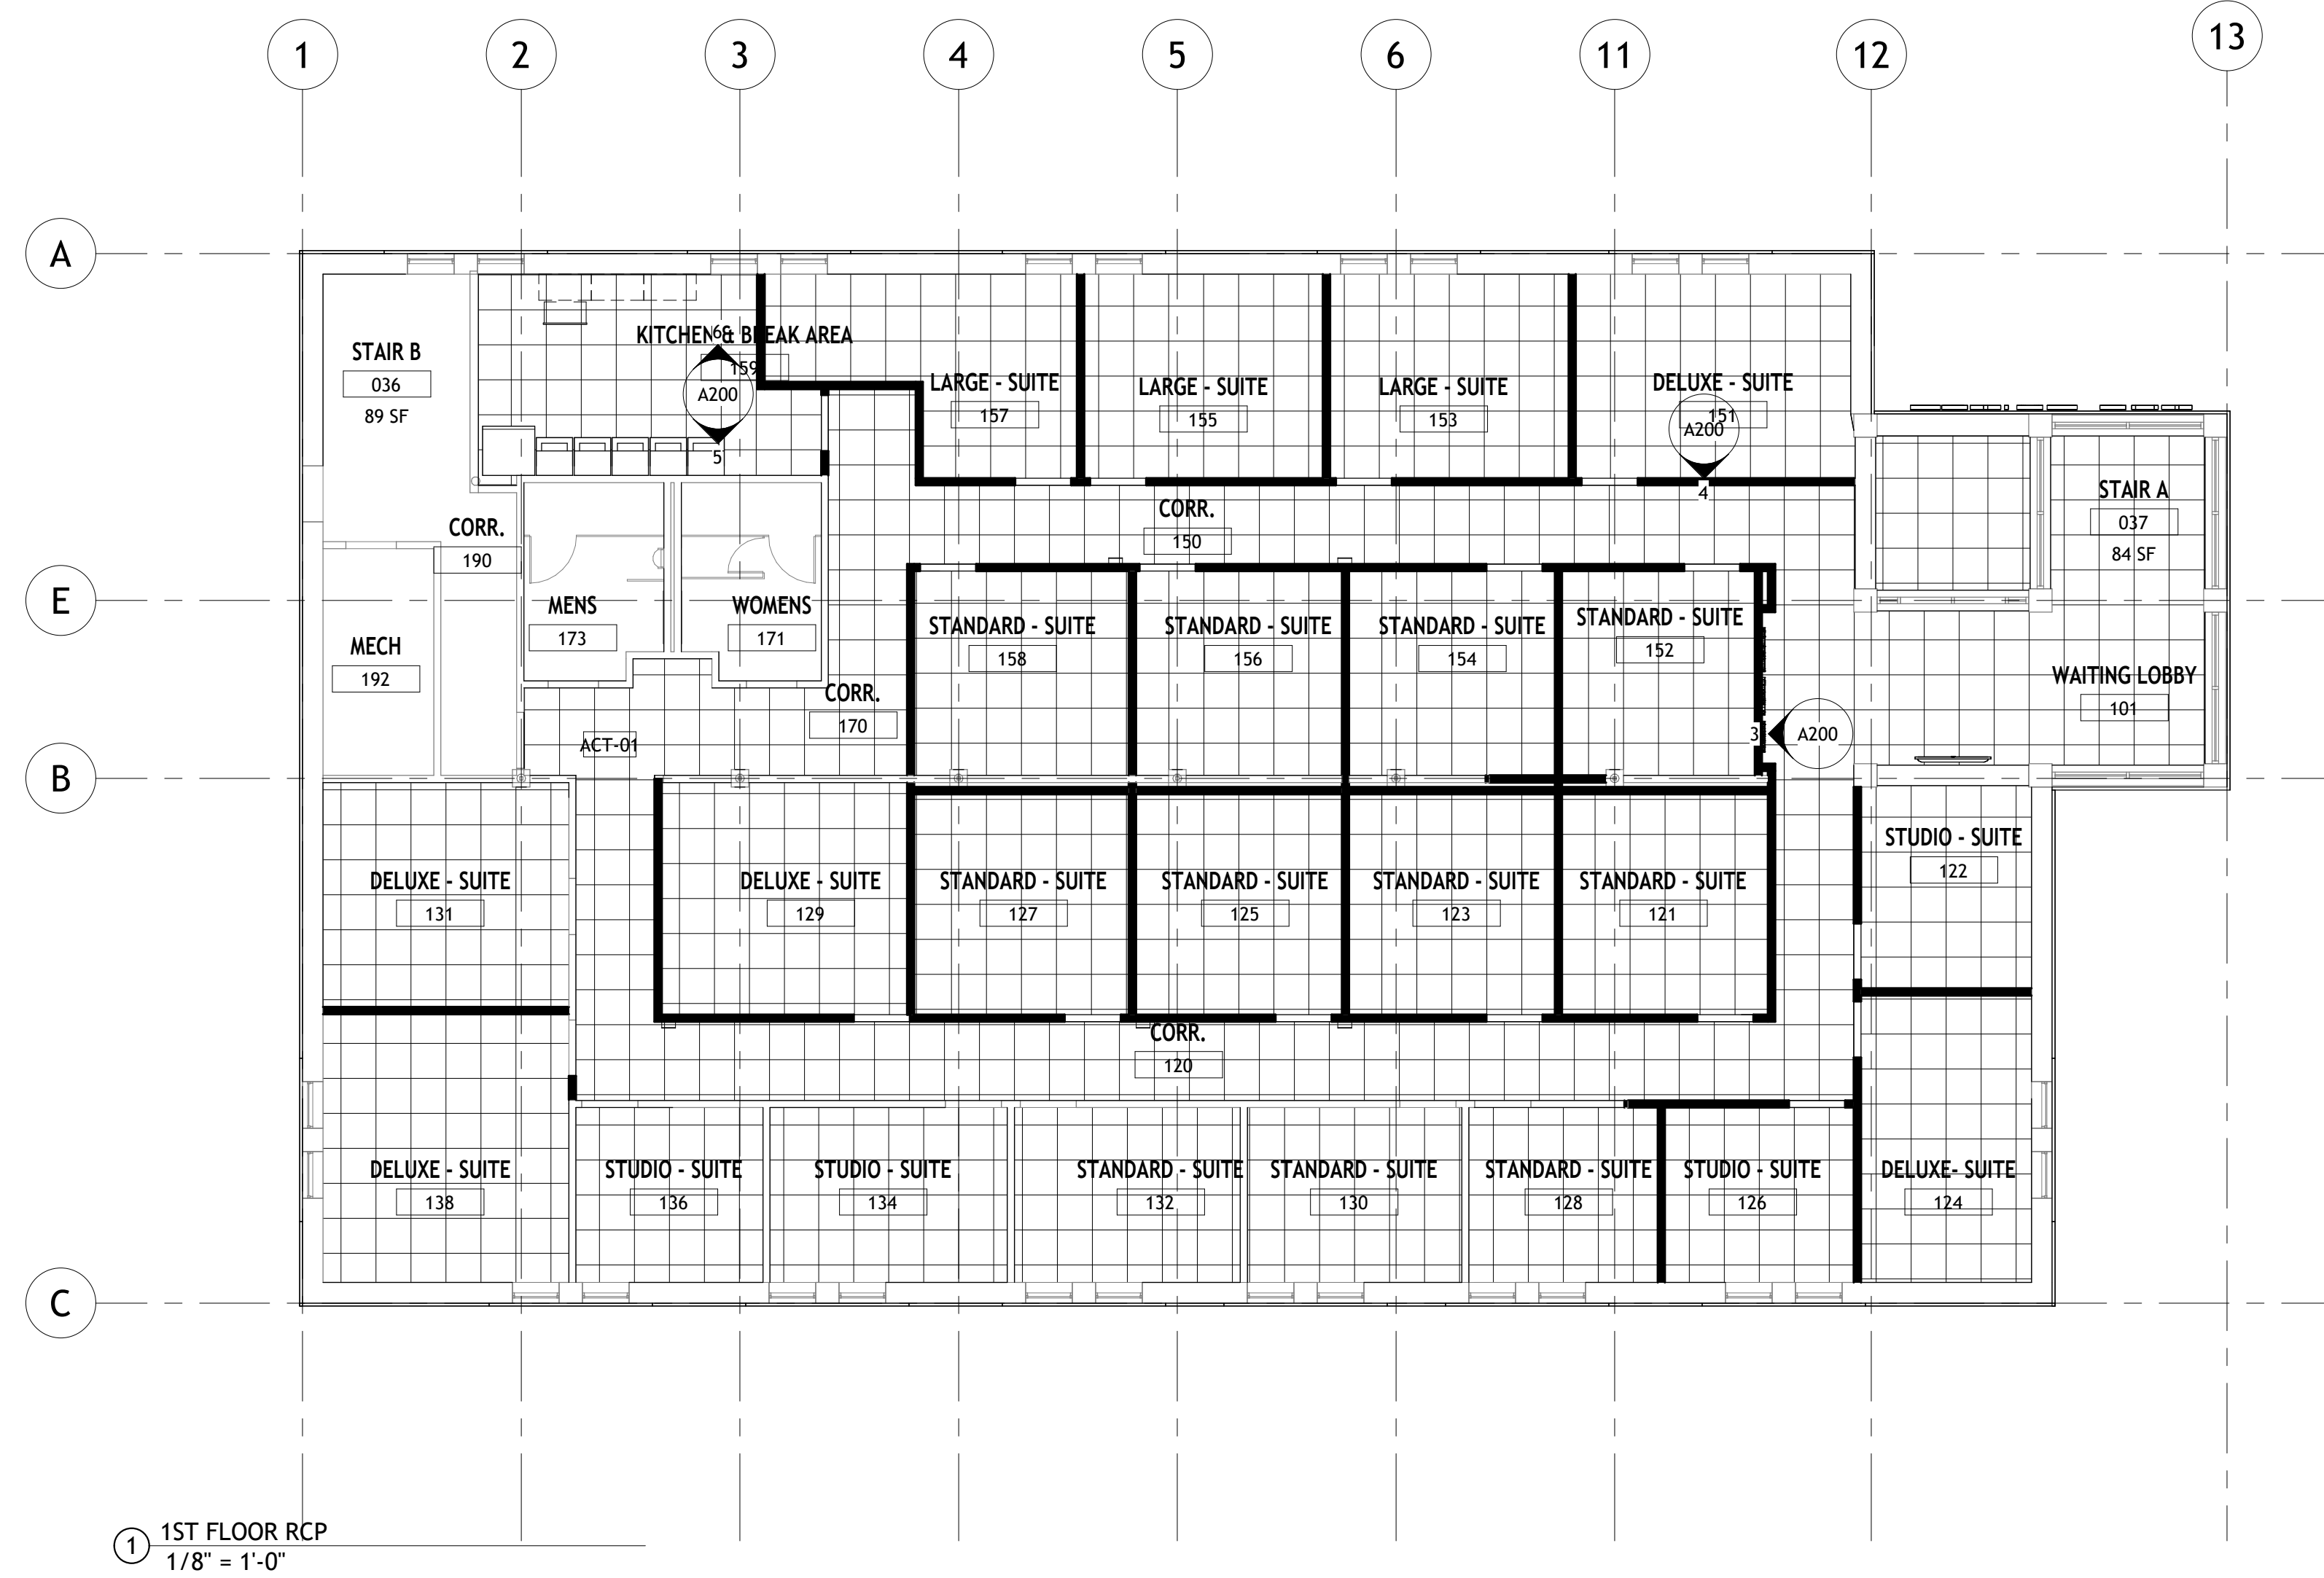 1
2
3
4
5
6
11
12
13
A
E
B
C
STAIR B
036
89 SF
KITCHEN & BREAK AREA
159
6
A200
5
LARGE - SUITE
157
LARGE - SUITE
155
LARGE - SUITE
153
DELUXE - SUITE
151
A200
4
STAIR A
037
84 SF
CORR.
190
CORR.
150
MENS
173
WOMENS
171
MECH
192
STANDARD - SUITE
158
STANDARD - SUITE
156
STANDARD - SUITE
154
STANDARD - SUITE
152
WAITING LOBBY
101
CORR.
170
ACT-01
3
A200
DELUXE - SUITE
131
DELUXE - SUITE
129
STANDARD - SUITE
127
STANDARD - SUITE
125
STANDARD - SUITE
123
STANDARD - SUITE
121
STUDIO - SUITE
122
CORR.
120
DELUXE - SUITE
138
STUDIO - SUITE
136
STUDIO - SUITE
134
STANDARD - SUITE
132
STANDARD - SUITE
130
STANDARD - SUITE
128
STUDIO - SUITE
126
DELUXE- SUITE
124
1
1ST FLOOR RCP
1/8" = 1'-0"